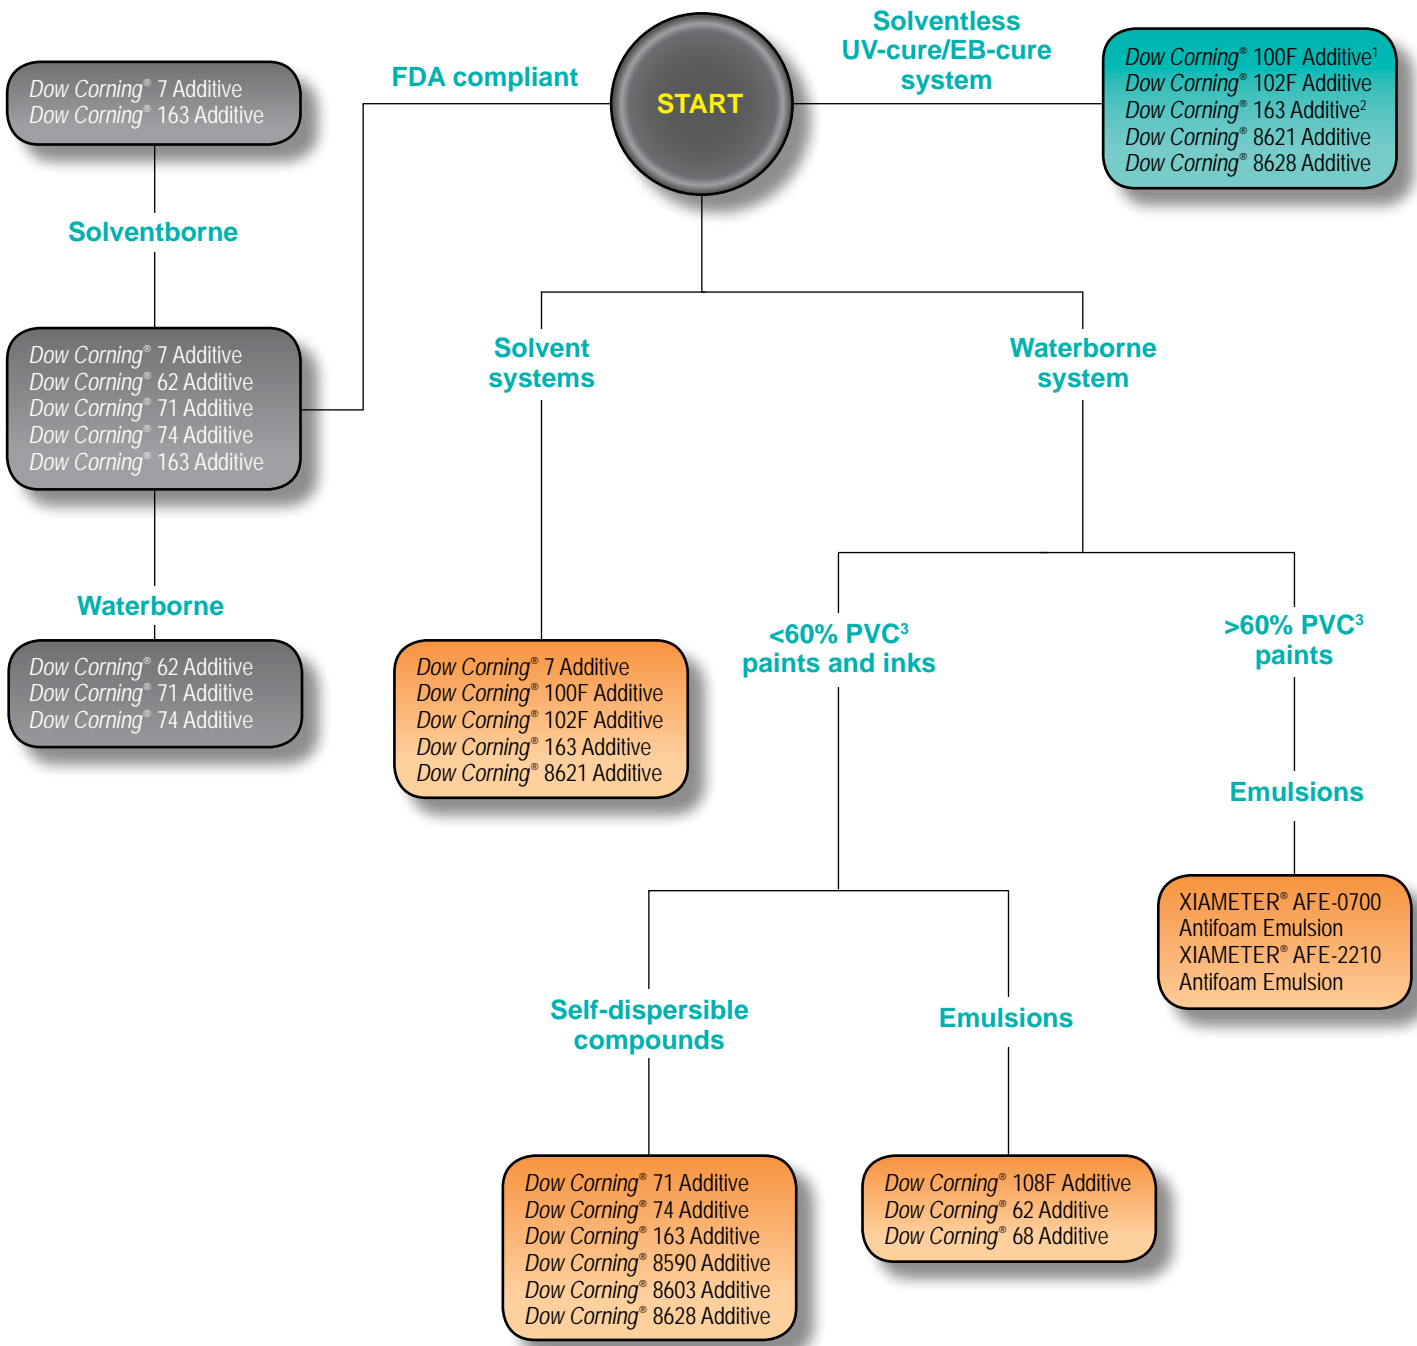 START
FDA compliant
Solventless
UV-cure/EB-cure
system
Dow Corning® 100F Additive¹
Dow Corning® 102F Additive
Dow Corning® 163 Additive²
Dow Corning® 8621 Additive
Dow Corning® 8628 Additive
Dow Corning® 7 Additive
Dow Corning® 163 Additive
Solventborne
Dow Corning® 7 Additive
Dow Corning® 62 Additive
Dow Corning® 71 Additive
Dow Corning® 74 Additive
Dow Corning® 163 Additive
Waterborne
Dow Corning® 62 Additive
Dow Corning® 71 Additive
Dow Corning® 74 Additive
Solvent
systems
Dow Corning® 7 Additive
Dow Corning® 100F Additive
Dow Corning® 102F Additive
Dow Corning® 163 Additive
Dow Corning® 8621 Additive
Waterborne
system
<60% PVC³
paints and inks
>60% PVC³
paints
Emulsions
XIAMETER® AFE-0700
Antifoam Emulsion
XIAMETER® AFE-2210
Antifoam Emulsion
Self-dispersible
compounds
Dow Corning® 71 Additive
Dow Corning® 74 Additive
Dow Corning® 163 Additive
Dow Corning® 8590 Additive
Dow Corning® 8603 Additive
Dow Corning® 8628 Additive
Emulsions
Dow Corning® 108F Additive
Dow Corning® 62 Additive
Dow Corning® 68 Additive